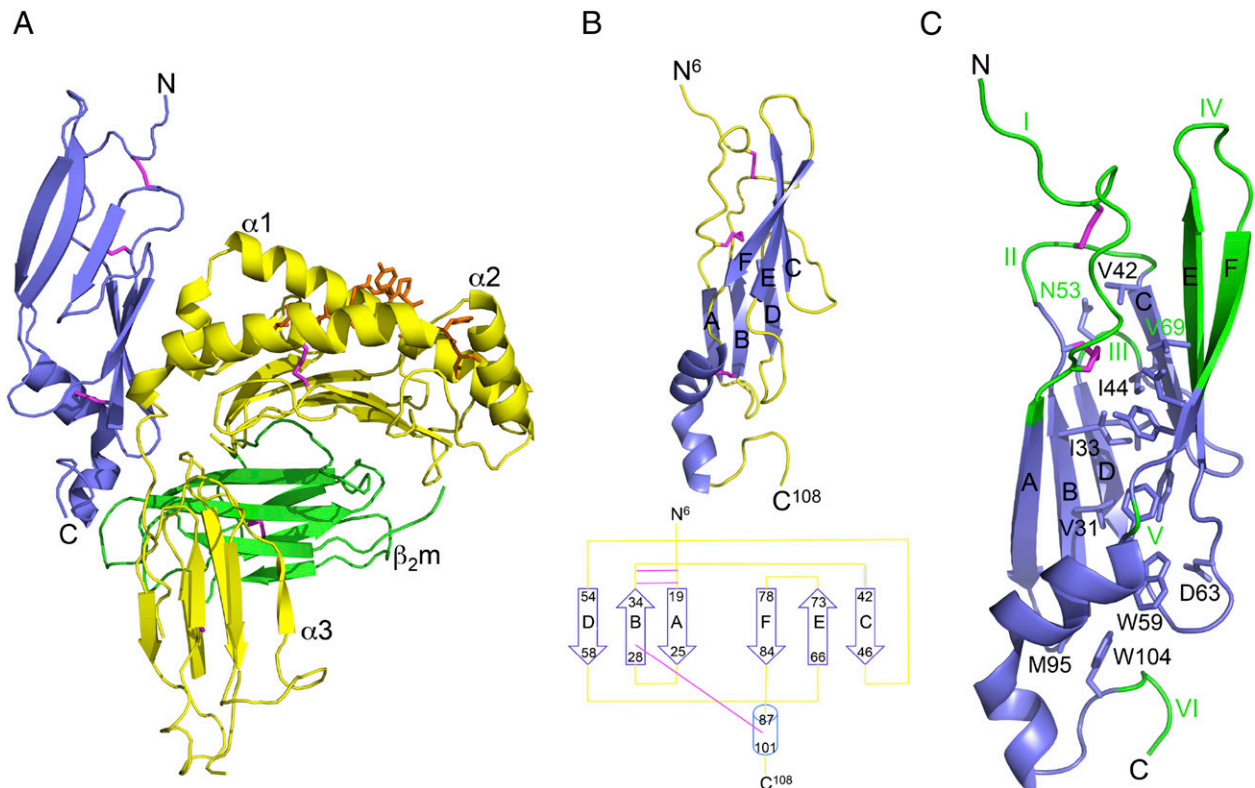 A
N
α1
α2
C
β₂m
α3
B
N⁶
F
E
C
A
D
B
C¹⁰⁸
N⁶
54 34 19 78 73 42
D B A F E C
58 28 25 84 66 46
87
101
C¹⁰⁸
C
N
I
IV
II
V42
E
F
N53
C
V69
III
I44
I33
D
A
B
V31
V
D63
W59
M95
W104
VI
C